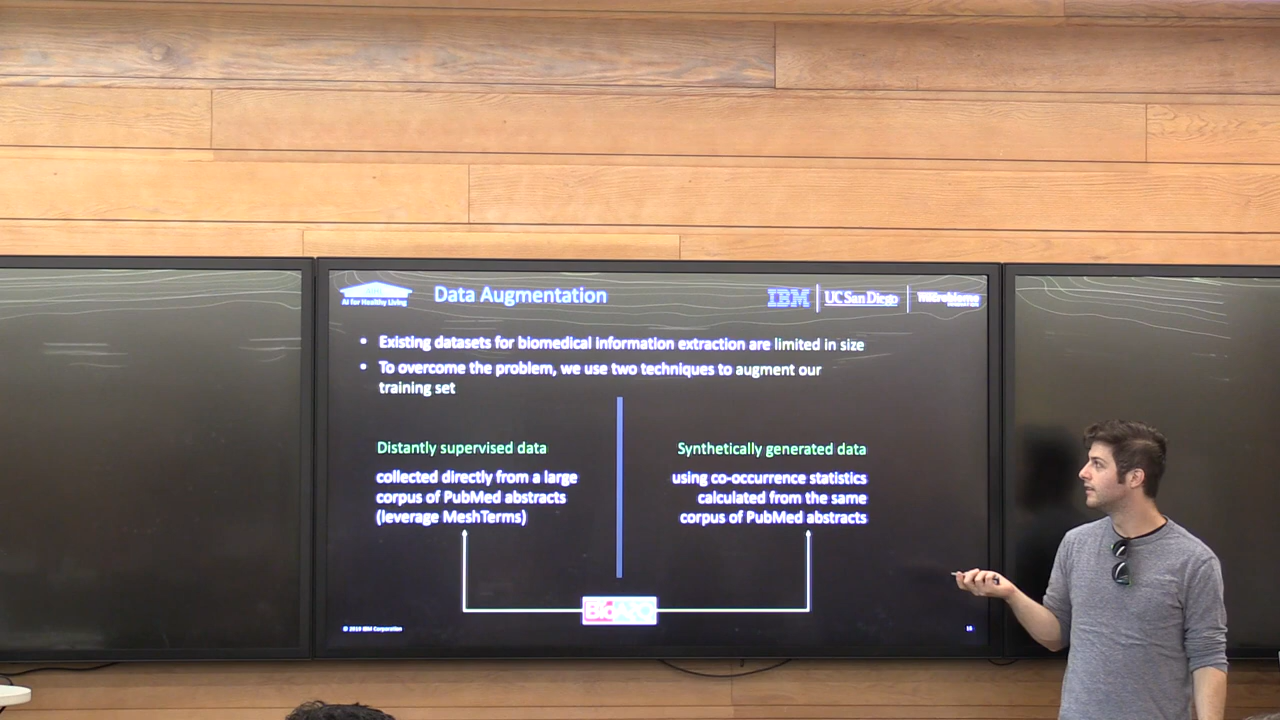 AI for Healthy Living
Data Augmentation
IBM
UC San Diego
• Existing datasets for biomedical information extraction are limited in size
• To overcome the problem, we use two techniques to augment our
training set
Distantly supervised data
collected directly from a large
corpus of PubMed abstracts
(leverage MeshTerms)
Synthetically generated data
using co-occurrence statistics
calculated from the same
corpus of PubMed abstracts
© 2019 IBM Corporation